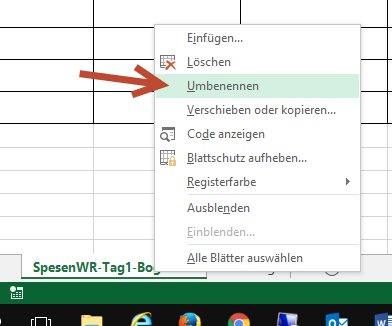 Einfügen...
Löschen
Umbenennen
Verschieben oder kopieren...
Code anzeigen
Blattschutz aufheben...
Registerfarbe
Ausblenden
Einblenden...
Alle Blätter auswählen
SpesenWR-Tag1-Bog